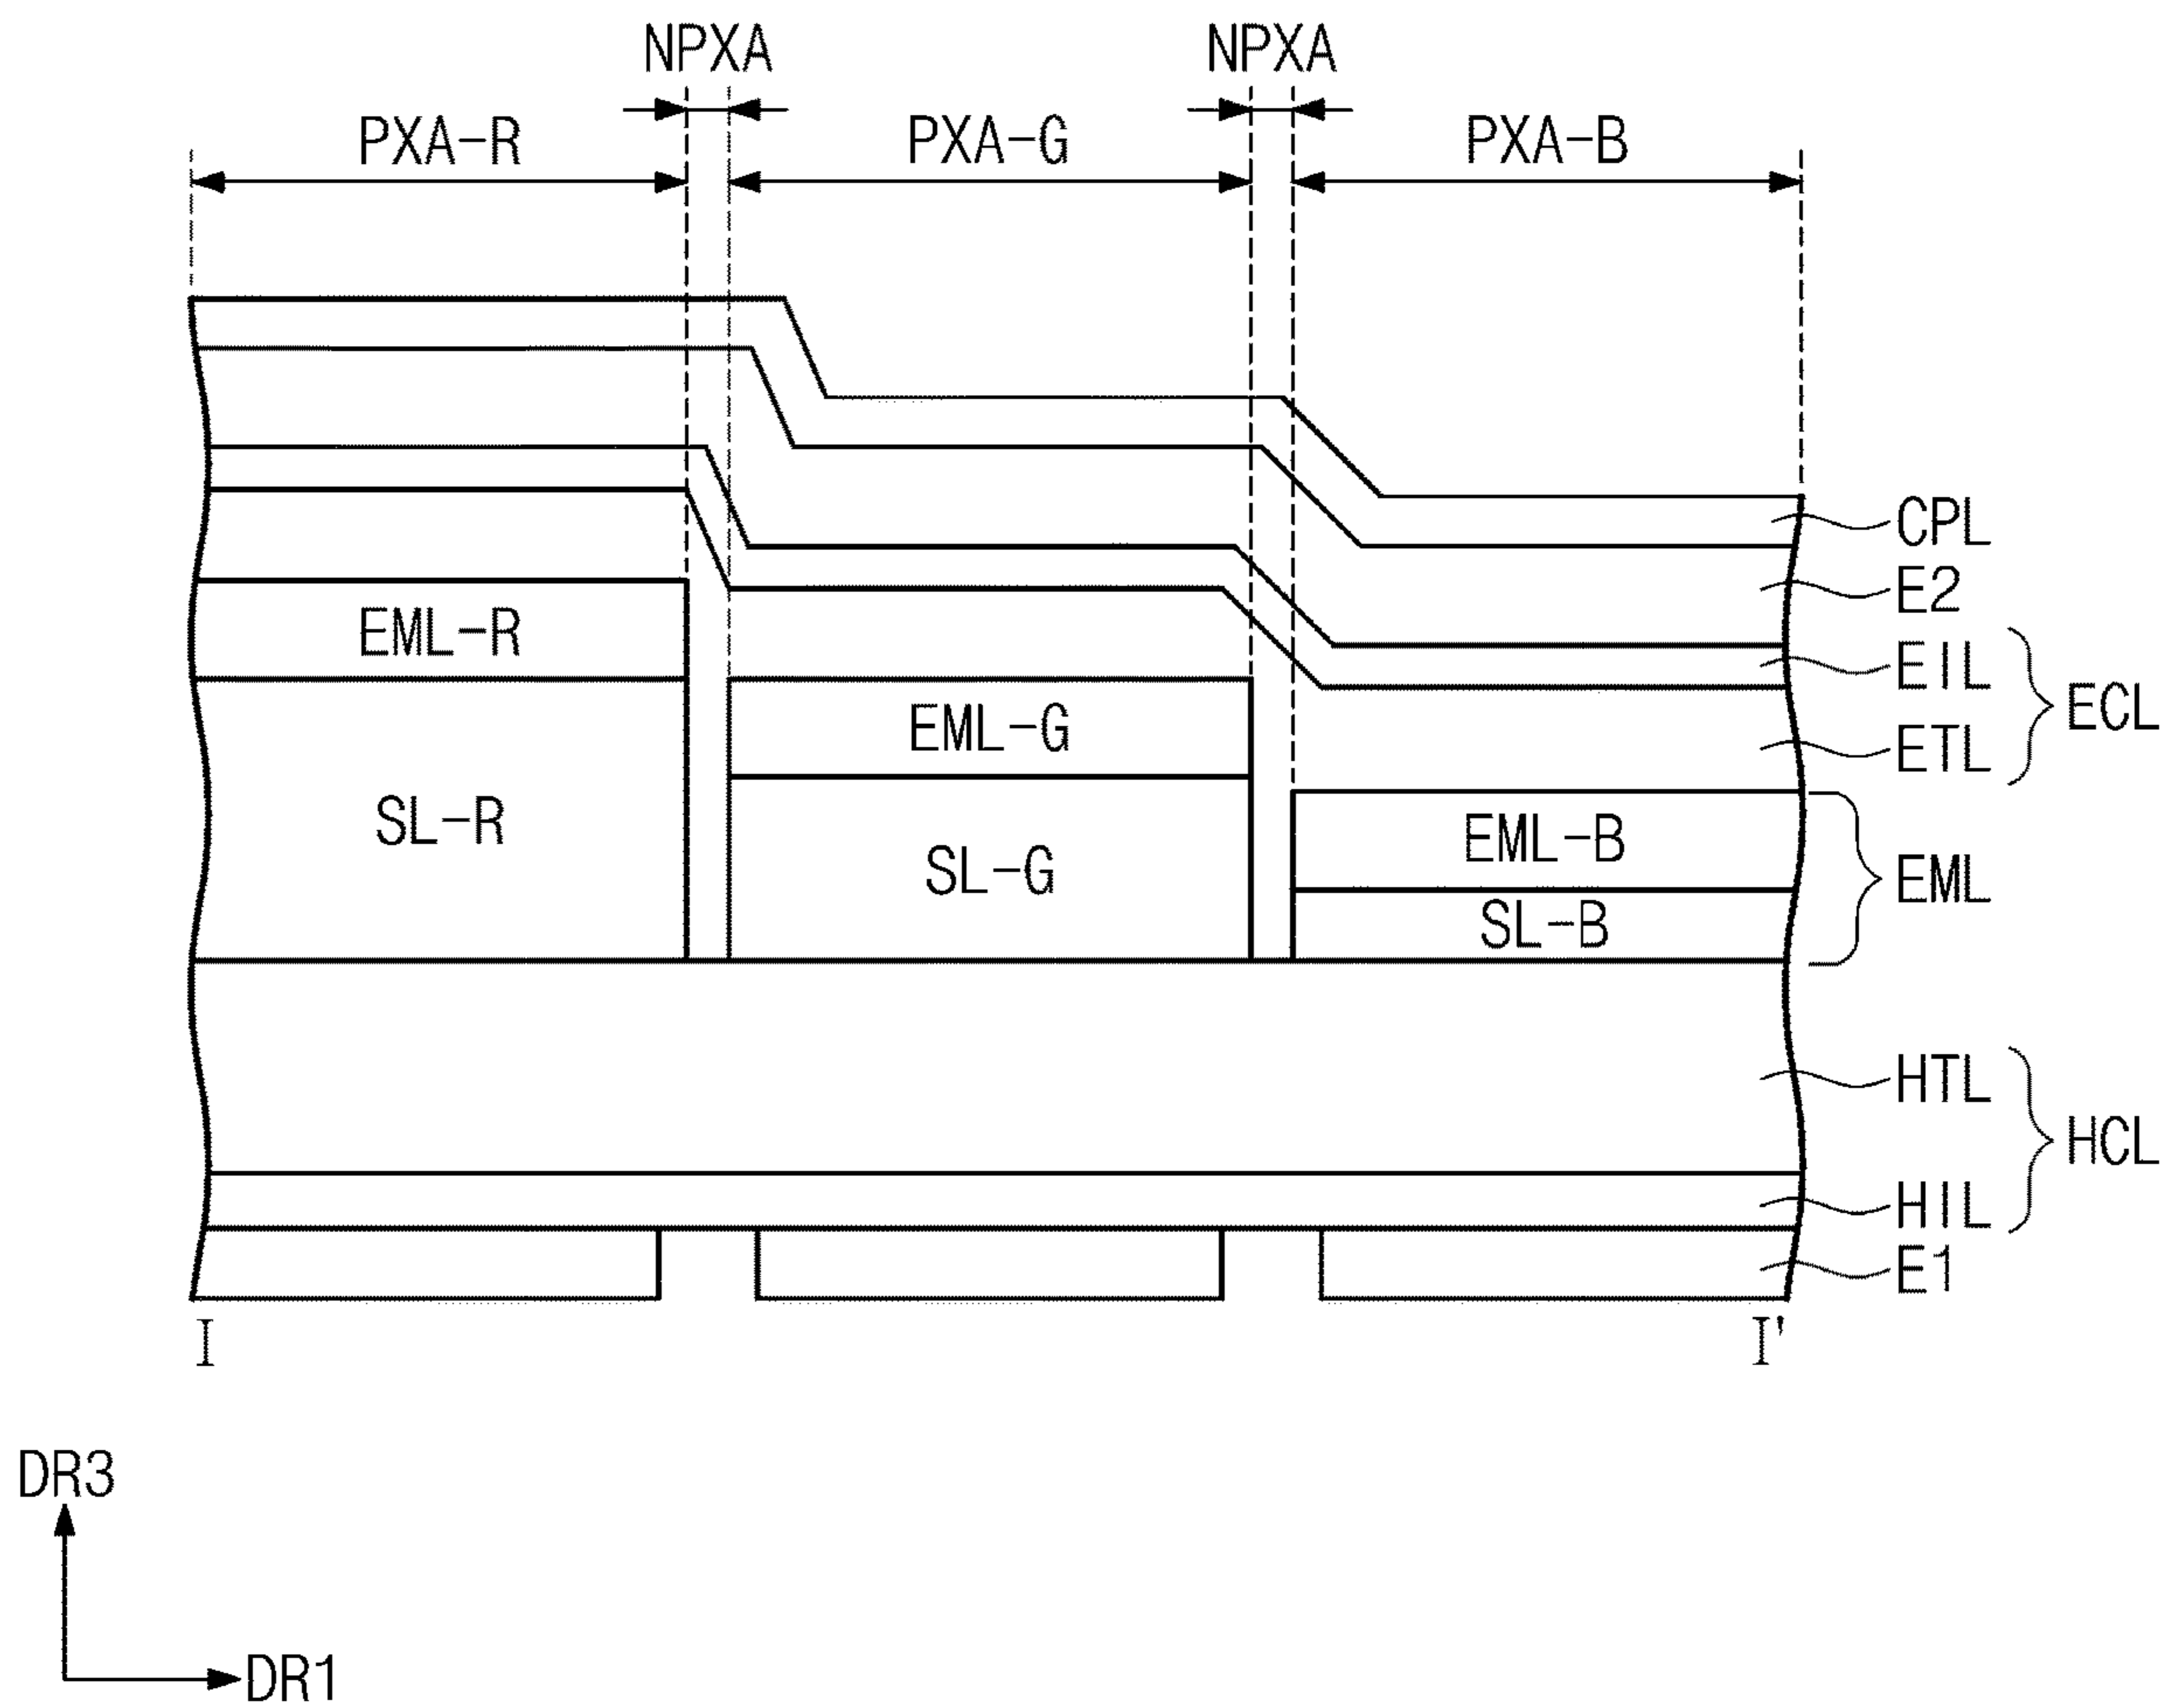 NPXA NPXA
PXA-R PXA-G PXA-B
CPL
E2
EML-R
EIL
ECL
EML-G
ETL
SL-R
EML-B
SL-G
EML
SL-B
HTL
HCL
HIL
E1
I I'
DR3
DR1